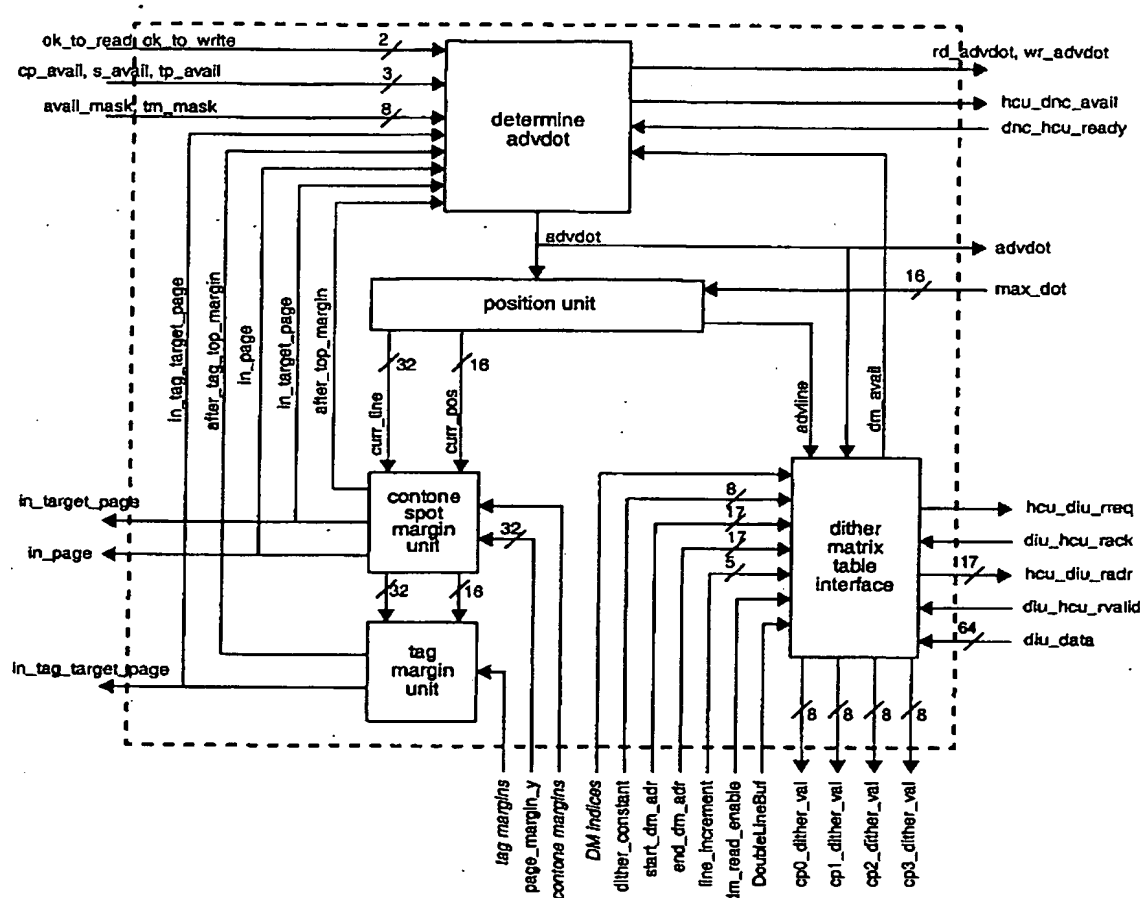 ok_to_read, ok_to_write
2
cp_avail, s_avail, tp_avail
3
avail_mask, tm_mask
8
determine
advdot
rd_advdot, wr_advdot
hcu_dnc_avail
dnc_hcu_ready
advdot
advdot
position unit
16
max_dot
in_tag_target_page
after_tag_top_margin
in_page
in_target_page
after_top_margin
32
16
curr_line
curr_pos
advline
dm_avail
in_target_page
in_page
contone
spot
margin
unit
32
32
16
in_tag_target_page
tag
margin
unit
8
17
17
5
dither
matrix
table
interface
hcu_diu_rreq
diu_hcu_rack
17
hcu_diu_radr
diu_hcu_rvalid
64
diu_data
8
8
8
8
tag margins
page_margin_y
contone margins
DM indices
dither_constant
start_dm_adr
end_dm_adr
line_increment
dm_read_enable
DoubleLineBuf
cp0_dither_val
cp1_dither_val
cp2_dither_val
cp3_dither_val